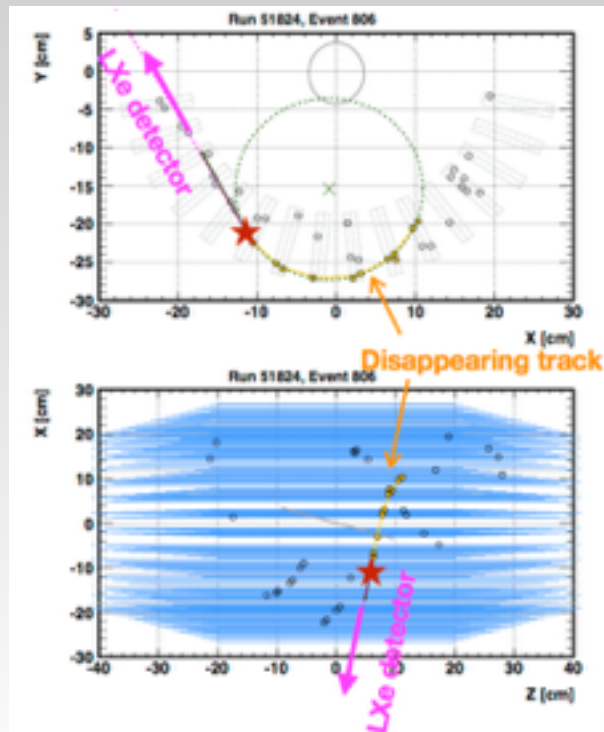 Run 51824, Event 806
Y [cm]
5
0
-5
-10
-15
-20
-25
-30
-30 -20 -10 0 10 20 30
X [cm]
LXe detector
Disappearing track
Run 51824, Event 806
X [cm]
30
20
10
0
-10
-20
-30
-40 -20 0 20 40
-30 -10 10
Z [cm]
LXe detector